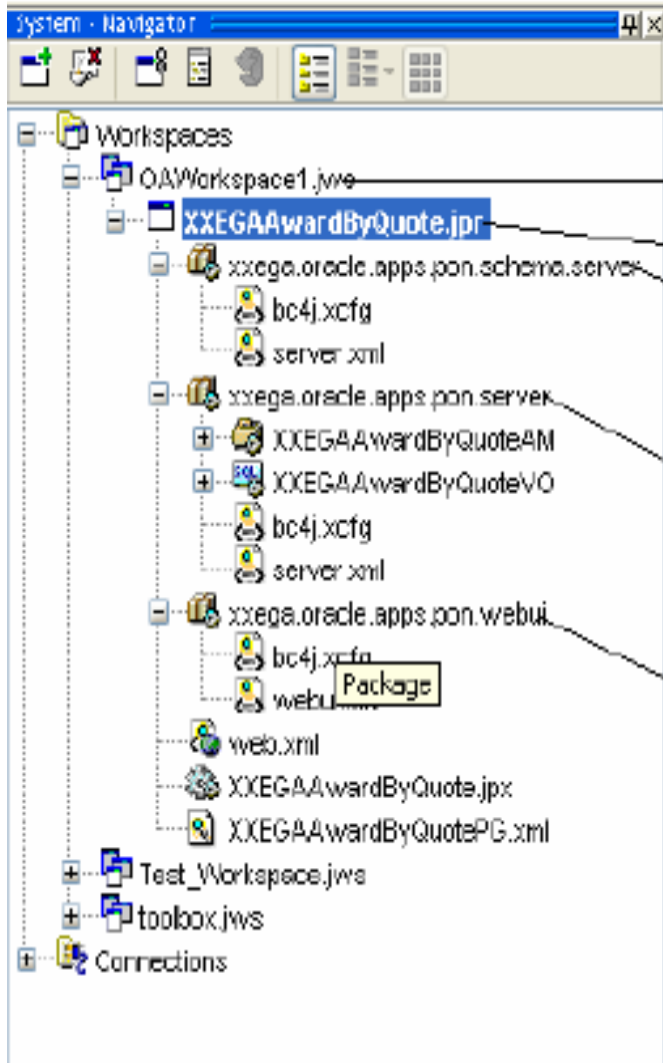 System - Navigator
Workspaces
OAWorkspace1.jws
XXEGAAwardByQuote.jpr
xxega.oracle.apps.pon.schema.server
bc4j.xcfg
server.xml
xxega.oracle.apps.pon.server
XXEGAAwardByQuoteAM
XXEGAAwardByQuoteVO
bc4j.xcfg
server.xml
xxega.oracle.apps.pon.webui
bc4j.xcfg
Package
web.xml
XXEGAAwardByQuote.jpx
XXEGAAwardByQuotePG.xml
Test_Workspace.jws
toolbox.jws
Connections